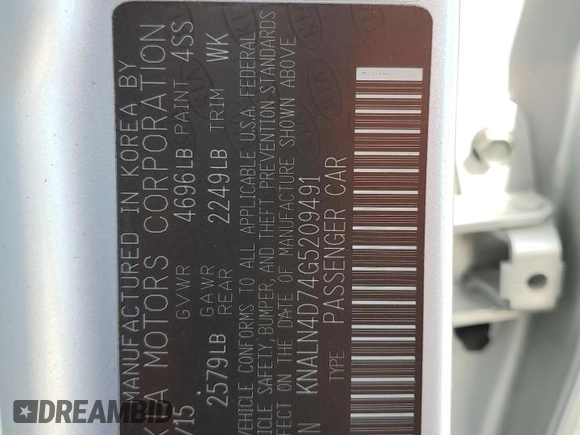 MANUFACTURED IN KOREA BY
KIA MOTORS CORPORATION
/15 GVWR 4696LB PAINT 4SS
2579LB GAWR REAR 2249LB TRIM WK
VEHICLE CONFORMS TO ALL APPLICABLE U.S.A. FEDERAL
VEHICLE SAFETY, BUMPER, AND THEFT PREVENTION STANDARDS
EFFECT ON THE DATE OF MANUFACTURE SHOWN ABOVE.
KNALN4D74G5209491
TYPE PASSENGER CAR
DREAMBID